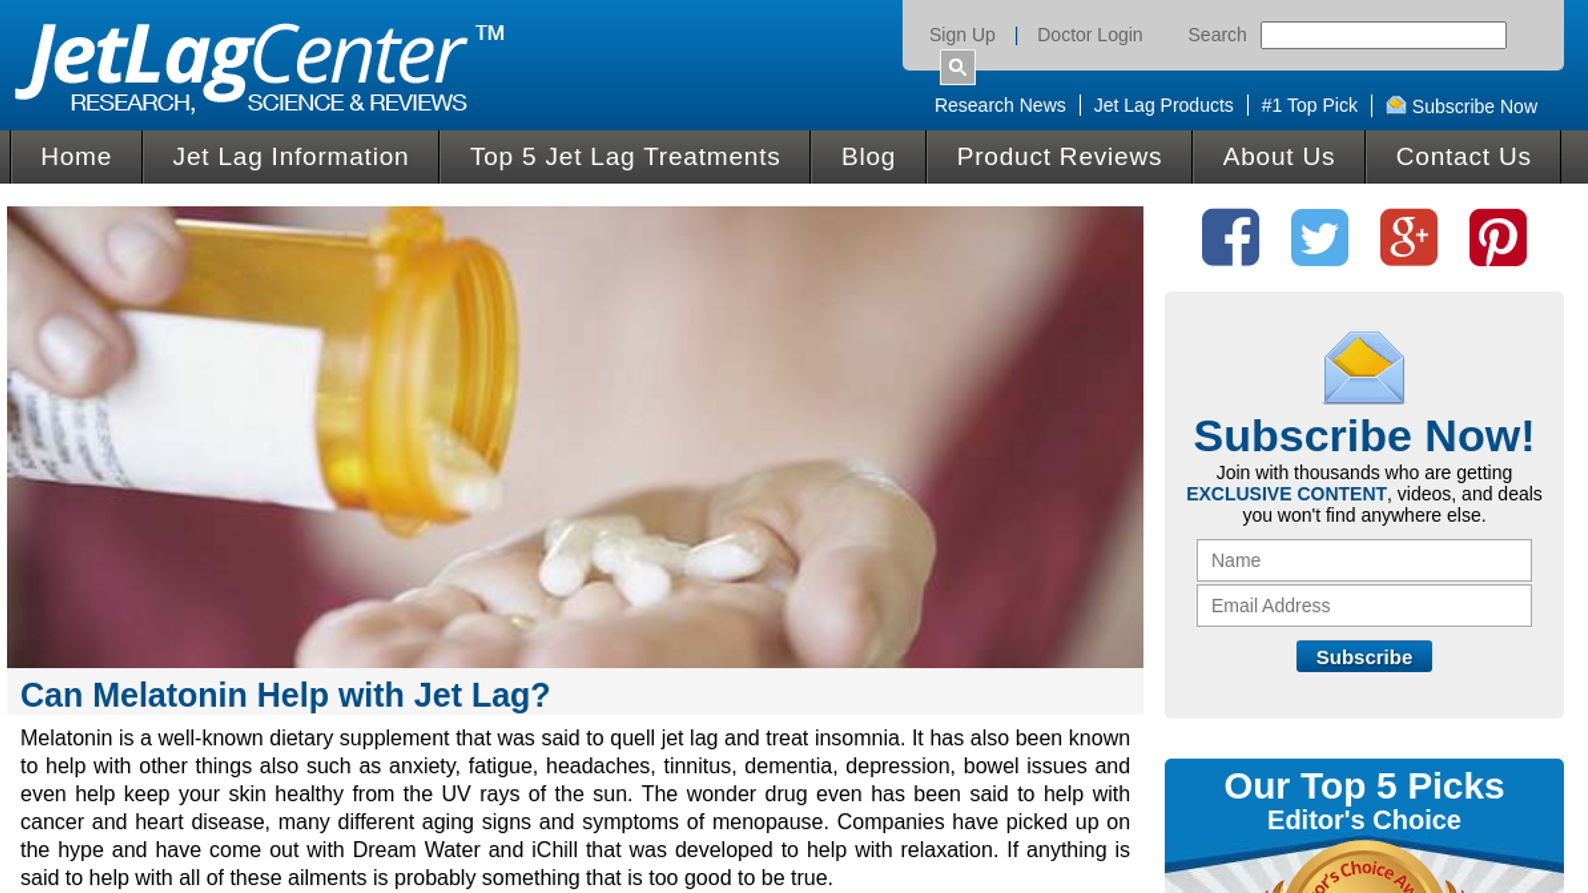 JetLagCenter™
RESEARCH, SCIENCE & REVIEWS
Sign Up | Doctor Login Search
Research News | Jet Lag Products | #1 Top Pick | Subscribe Now
Home Jet Lag Information Top 5 Jet Lag Treatments Blog Product Reviews About Us Contact Us
Can Melatonin Help with Jet Lag?
Melatonin is a well-known dietary supplement that was said to quell jet lag and treat insomnia. It has also been known
to help with other things also such as anxiety, fatigue, headaches, tinnitus, dementia, depression, bowel issues and
even help keep your skin healthy from the UV rays of the sun. The wonder drug even has been said to help with
cancer and heart disease, many different aging signs and symptoms of menopause. Companies have picked up on
the hype and have come out with Dream Water and iChill that was developed to help with relaxation. If anything is
said to help with all of these ailments is probably something that is too good to be true.
Subscribe Now!
Join with thousands who are getting
EXCLUSIVE CONTENT, videos, and deals
you won't find anywhere else.
Name
Email Address
Subscribe
Our Top 5 Picks
Editor's Choice
Choice